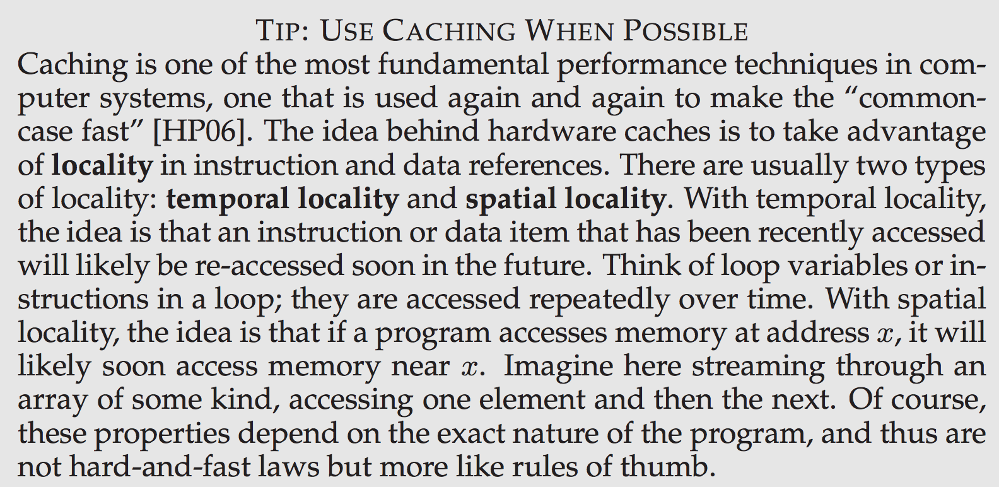 TIP: USE CACHING WHEN POSSIBLE
Caching is one of the most fundamental performance techniques in com-
puter systems, one that is used again and again to make the “common-
case fast” [HP06]. The idea behind hardware caches is to take advantage
of locality in instruction and data references. There are usually two types
of locality: temporal locality and spatial locality. With temporal locality,
the idea is that an instruction or data item that has been recently accessed
will likely be re-accessed soon in the future. Think of loop variables or in-
structions in a loop; they are accessed repeatedly over time. With spatial
locality, the idea is that if a program accesses memory at address x, it will
likely soon access memory near x. Imagine here streaming through an
array of some kind, accessing one element and then the next. Of course,
these properties depend on the exact nature of the program, and thus are
not hard-and-fast laws but more like rules of thumb.